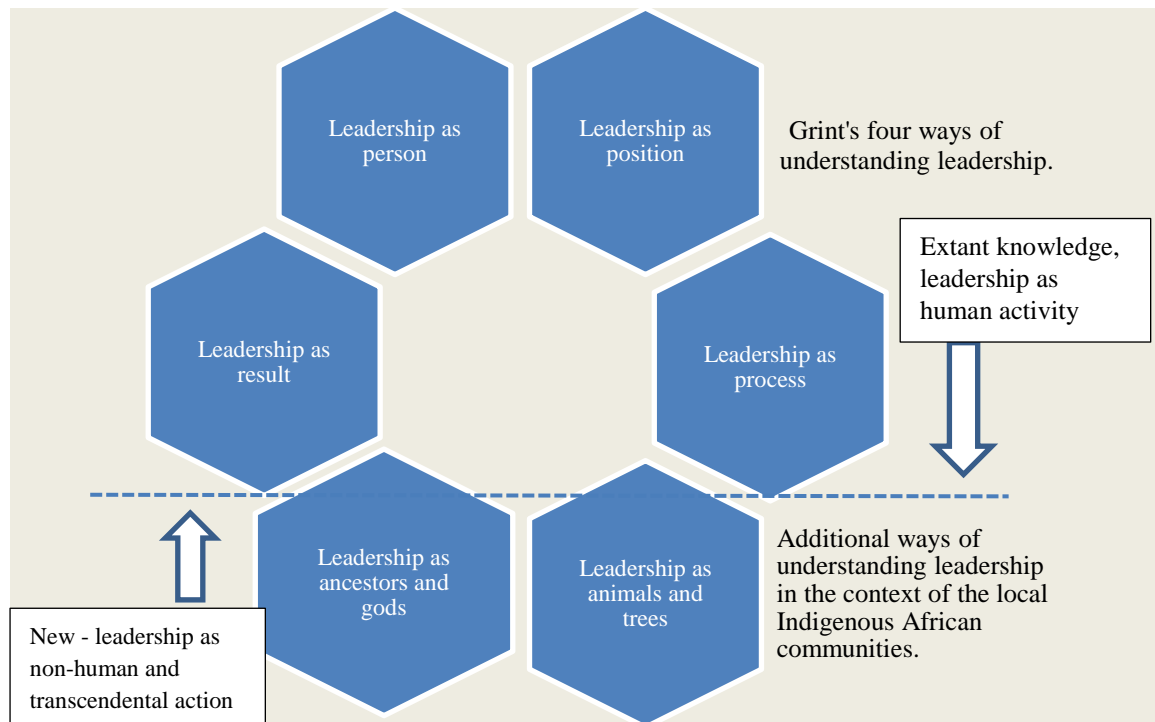 Leadership as
person
Leadership as
position
Grint's four ways of
understanding leadership.
Extant knowledge,
leadership as
human activity
Leadership as
result
Leadership as
process
Leadership as
ancestors and
gods
Leadership as
animals and
trees
Additional ways of
understanding leadership
in the context of the local
Indigenous African
communities.
New - leadership as
non-human and
transcendental action